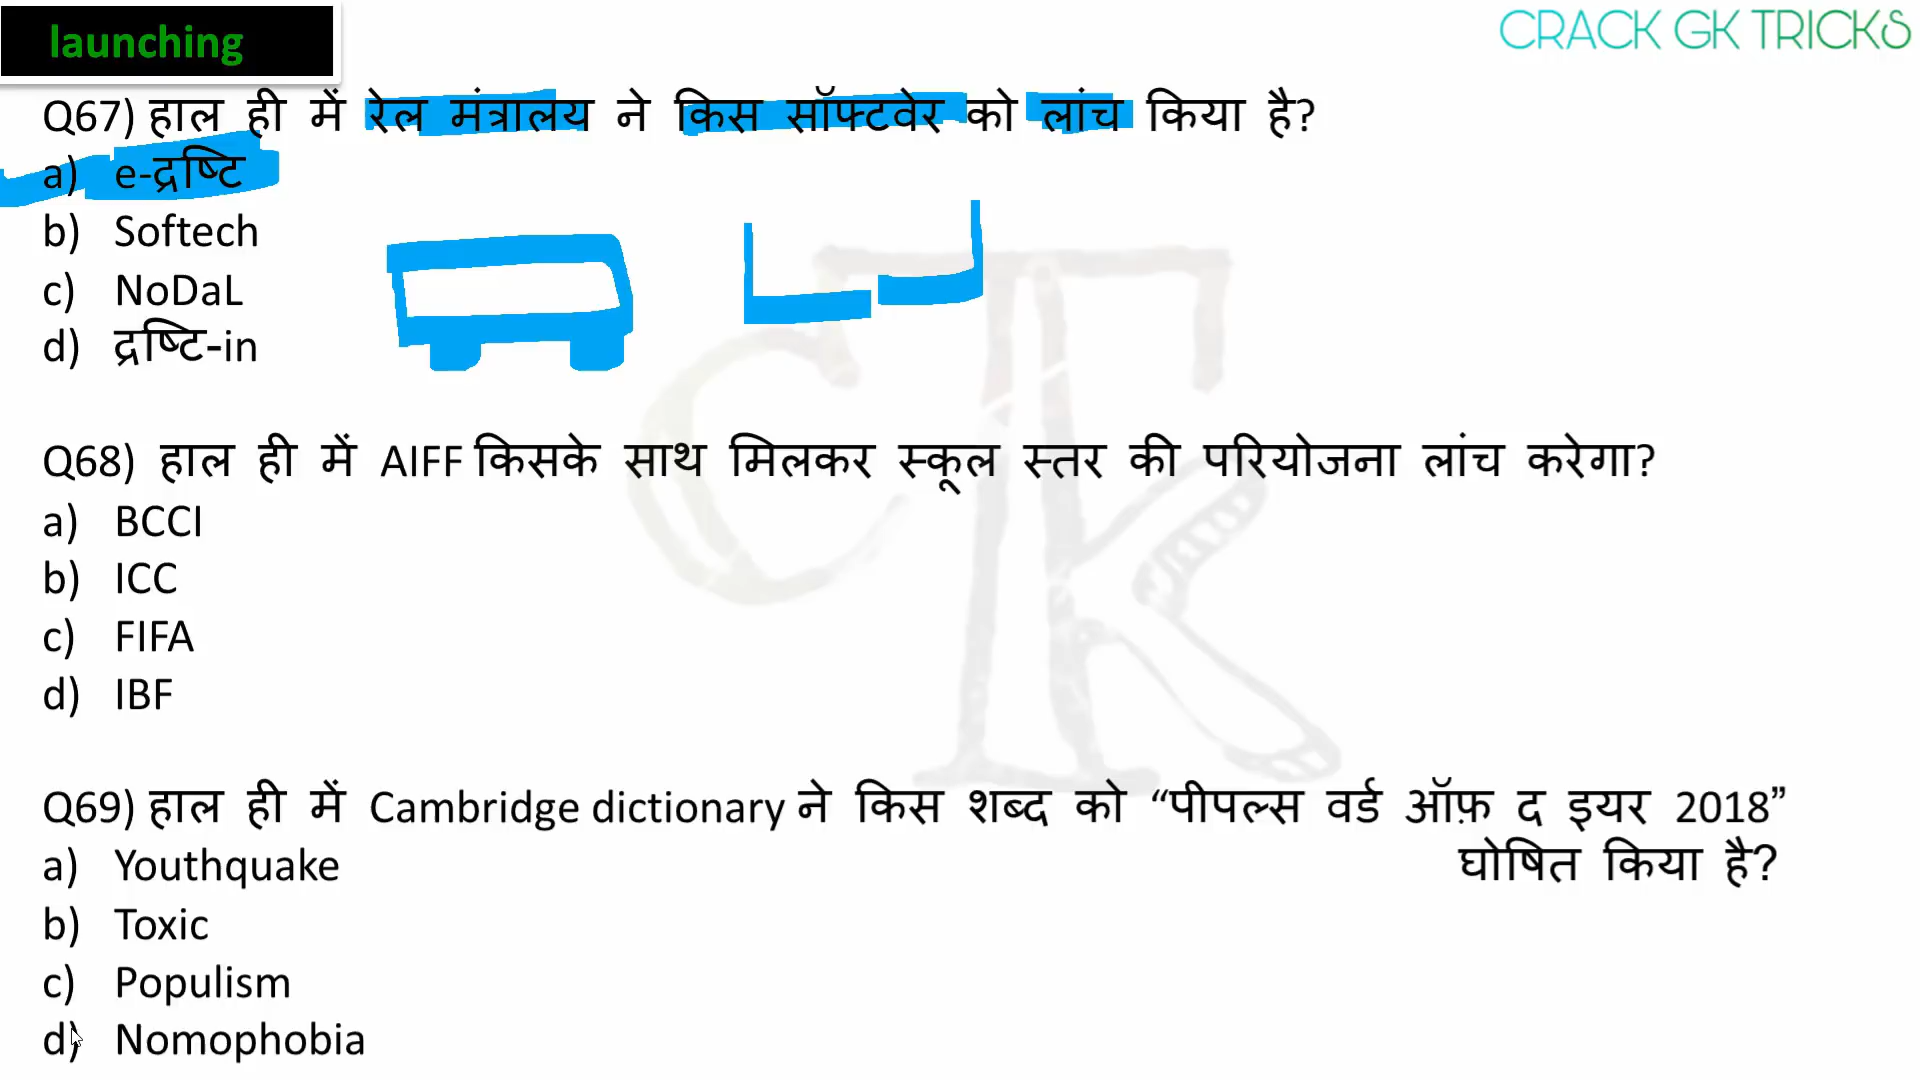 launching
CRACK GK TRICKS
Q67) हाल ही में रेल मंत्रालय ने किस सॉफ्टवेर को लांच किया है?
a) e-द्रष्टि
b) Softech
c) NoDaL
d) द्रष्टि-in
Q68) हाल ही में AIFF किसके साथ मिलकर स्कूल स्तर की परियोजना लांच करेगा?
a) BCCI
b) ICC
c) FIFA
d) IBF
Q69) हाल ही में Cambridge dictionary ने किस शब्द को “पीपल्स वर्ड ऑफ़ द इयर 2018”
घोषित किया है?
a) Youthquake
b) Toxic
c) Populism
d) Nomophobia